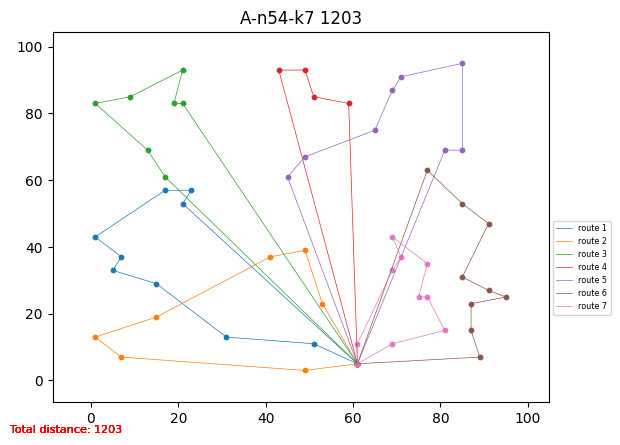 A-n54-k7 1203
100
80
60
40
20
0
0 20 40 60 80 100
route 1
route 2
route 3
route 4
route 5
route 6
route 7
Total distance: 1203